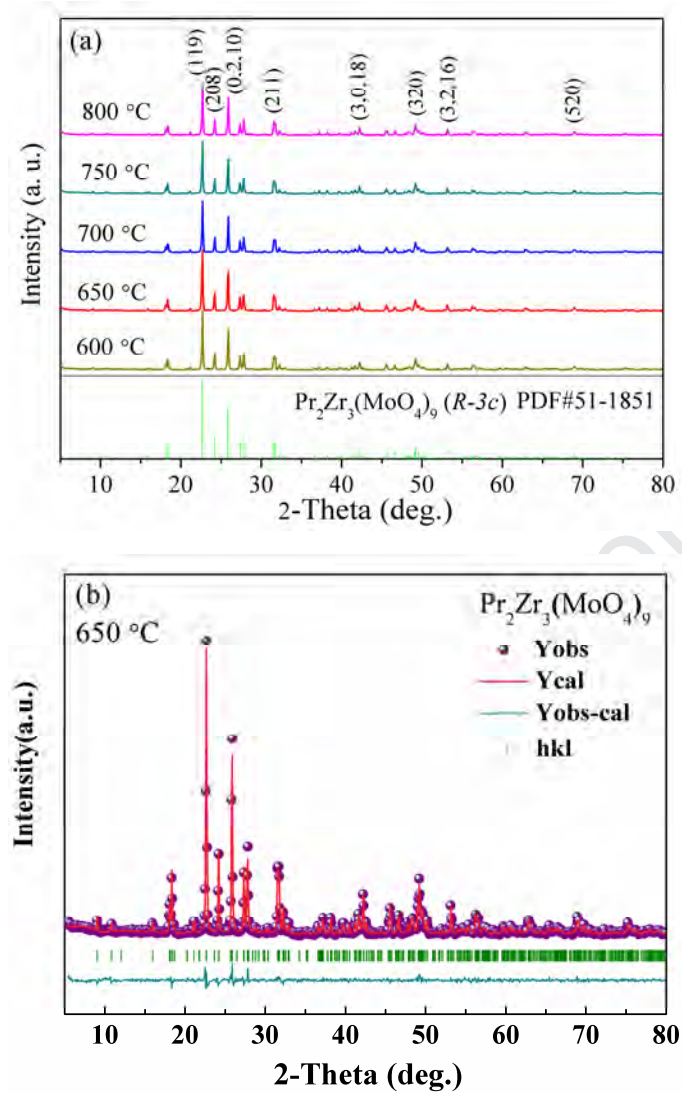 (a)
(119)
(208)
(0.2.10)
(211)
(3,0,18)
(320)
(3,2,16)
(520)
800 °C
750 °C
700 °C
650 °C
600 °C
Pr₂Zr₃(MoO₄)₉ (R-3c) PDF#51-1851
Intensity (a. u.)
10 20 30 40 50 60 70 80
2-Theta (deg.)
(b)
650 °C
Pr₂Zr₃(MoO₄)₉
Yobs
Ycal
Yobs-cal
hkl
Intensity(a.u.)
10 20 30 40 50 60 70 80
2-Theta (deg.)